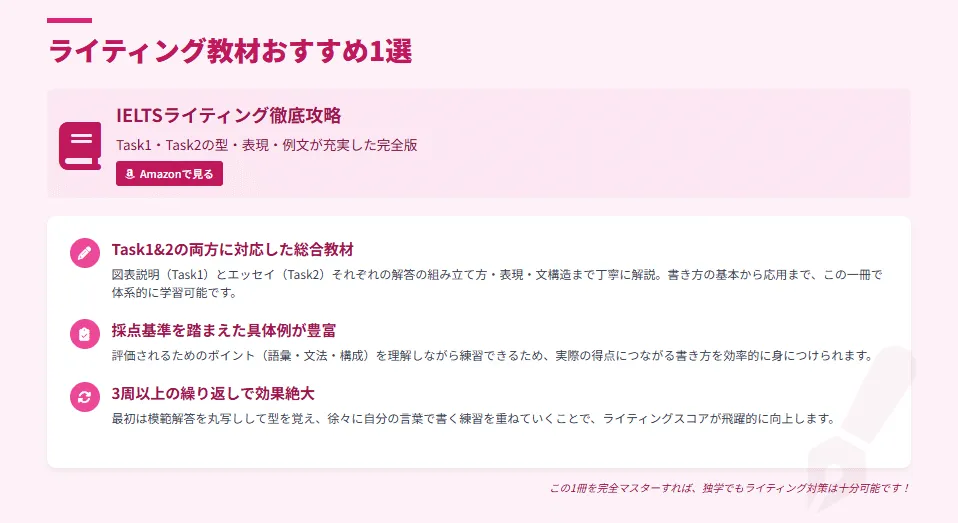 ライティング教材おすすめ1選
IELTSライティング徹底攻略
Task1・Task2の型・表現・例文が充実した完全版
Amazonで見る
Task1&2の両方に対応した総合教材
図表説明（Task1）とエッセイ（Task2）それぞれの解答の組み立て方・表現・文構造まで丁寧に解説。書き方の基本から応用まで、この一冊で
体系的に学習可能です。
採点基準を踏まえた具体例が豊富
評価されるためのポイント（語彙・文法・構成）を理解しながら練習できるため、実際の得点につながる書き方を効率的に身につけられます。
3周以上の繰り返しで効果絶大
最初は模範解答を丸写しして型を覚え、徐々に自分の言葉で書く練習を重ねていくことで、ライティングスコアが飛躍的に向上します。
この1冊を完全マスターすれば、独学でもライティング対策は十分可能です！